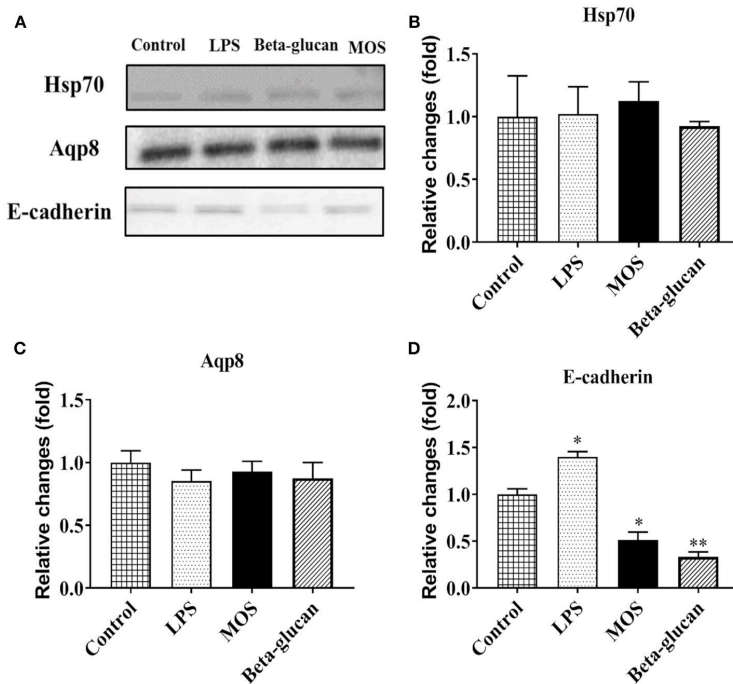 A
Control LPS Beta-glucan MOS
Hsp70
Aqp8
E-cadherin
B
Hsp70
Relative changes (fold)
1.5
1.0
0.5
0.0
Control
LPS
MOS
Beta-glucan
C
Aqp8
Relative changes (fold)
1.5
1.0
0.5
0.0
Control
LPS
MOS
Beta-glucan
D
E-cadherin
Relative changes (fold)
2.0
1.5
1.0
0.5
0.0
*
*
**
Control
LPS
MOS
Beta-glucan